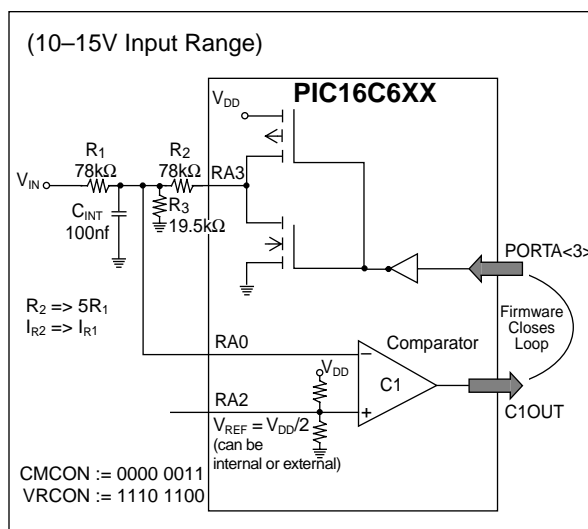 (10–15V Input Range)
PIC16C6XX
VDD
R1
78kΩ
R2
78kΩ
RA3
VIN
R3
19.5kΩ
CINT
100nf
PORTA<3>
R2 => 5R1
IR2 => IR1
Firmware
Closes
Loop
RA0
Comparator
–
C1
+
VDD
RA2
VREF = VDD/2
(can be
internal or external)
C1OUT
CMCON := 0000 0011
VRCON := 1110 1100